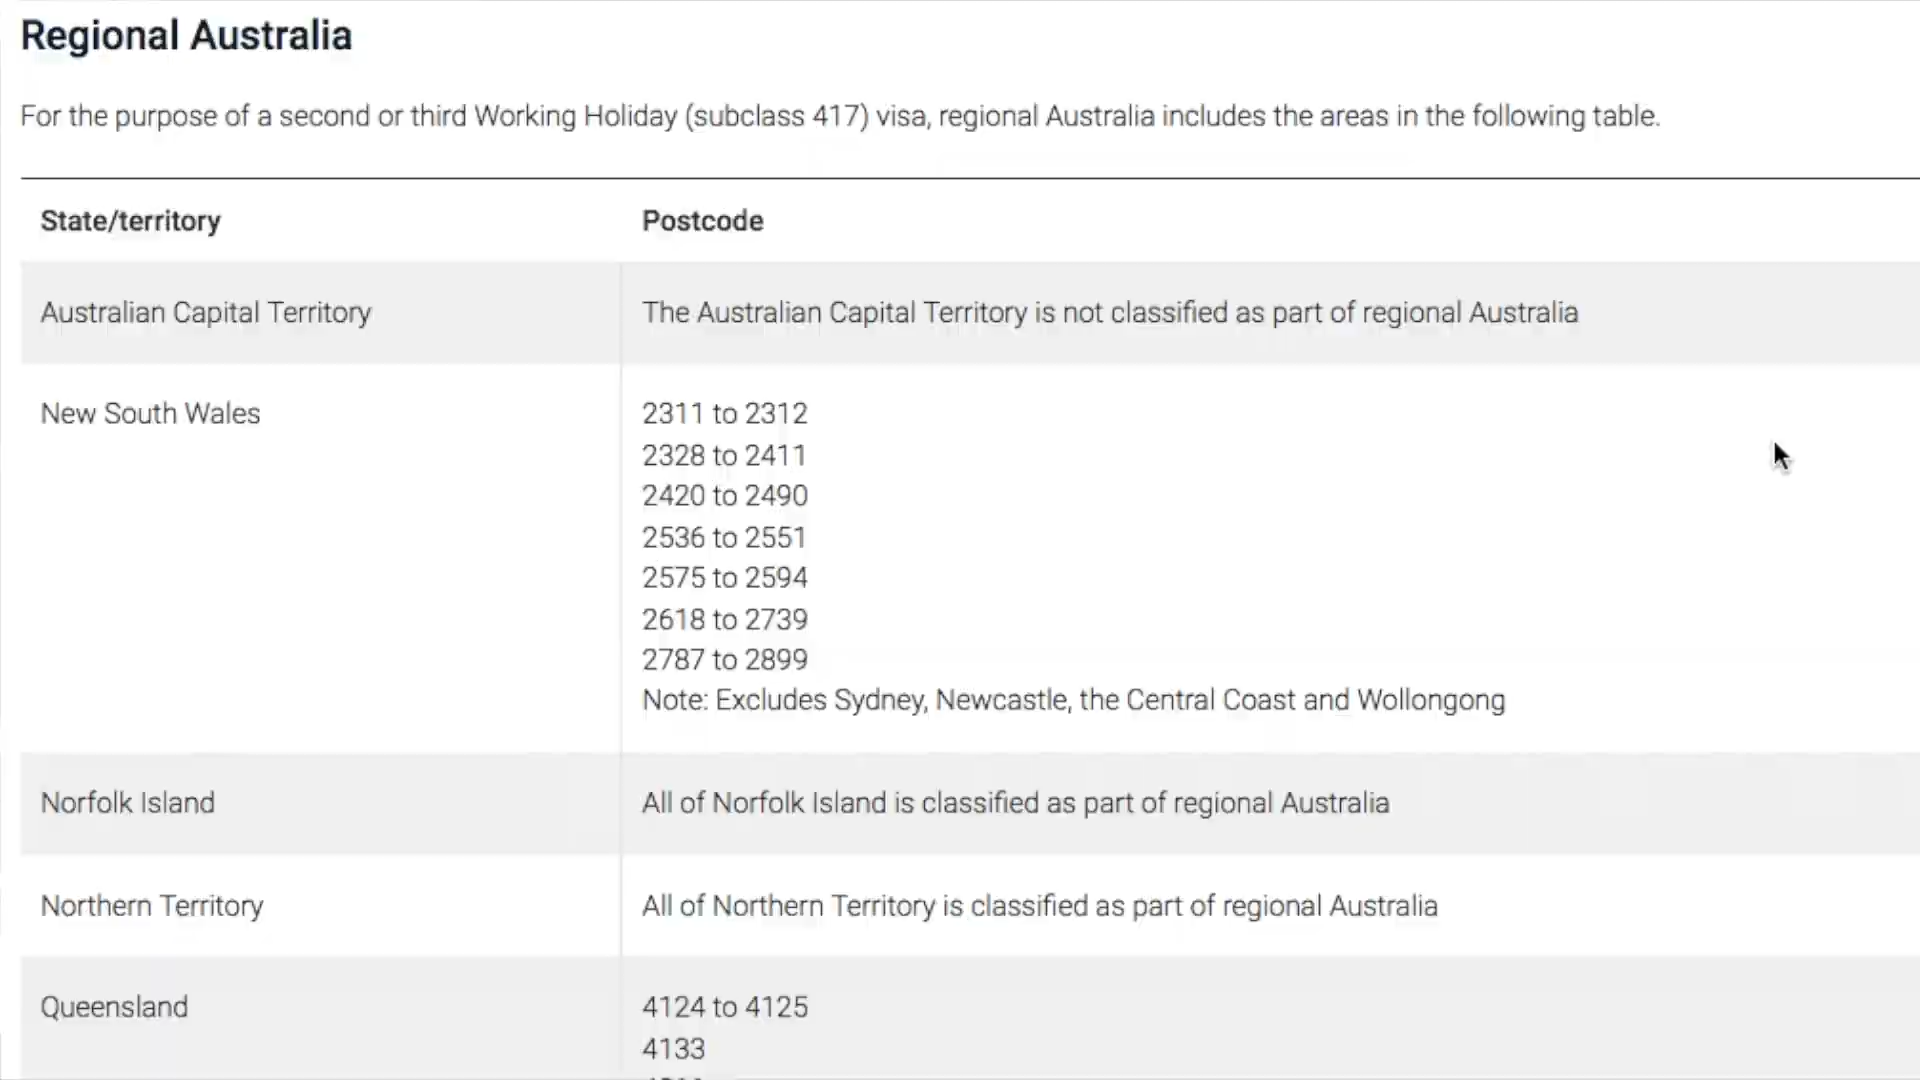 Regional Australia
For the purpose of a second or third Working Holiday (subclass 417) visa, regional Australia includes the areas in the following table.
State/territory Postcode
Australian Capital Territory The Australian Capital Territory is not classified as part of regional Australia
New South Wales 2311 to 2312
2328 to 2411
2420 to 2490
2536 to 2551
2575 to 2594
2618 to 2739
2787 to 2899
Note: Excludes Sydney, Newcastle, the Central Coast and Wollongong
Norfolk Island All of Norfolk Island is classified as part of regional Australia
Northern Territory All of Northern Territory is classified as part of regional Australia
Queensland 4124 to 4125
4133